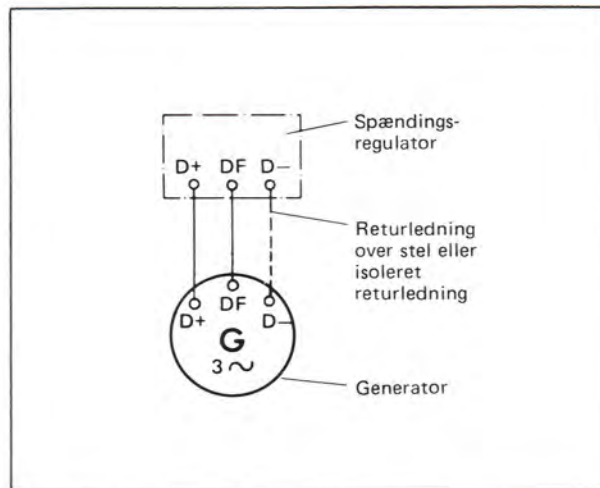 Spændings-
regulator
D+ DF D–
Returledning
over stel eller
isoleret
returledning
DF
D+ D–
G
3 ~
Generator